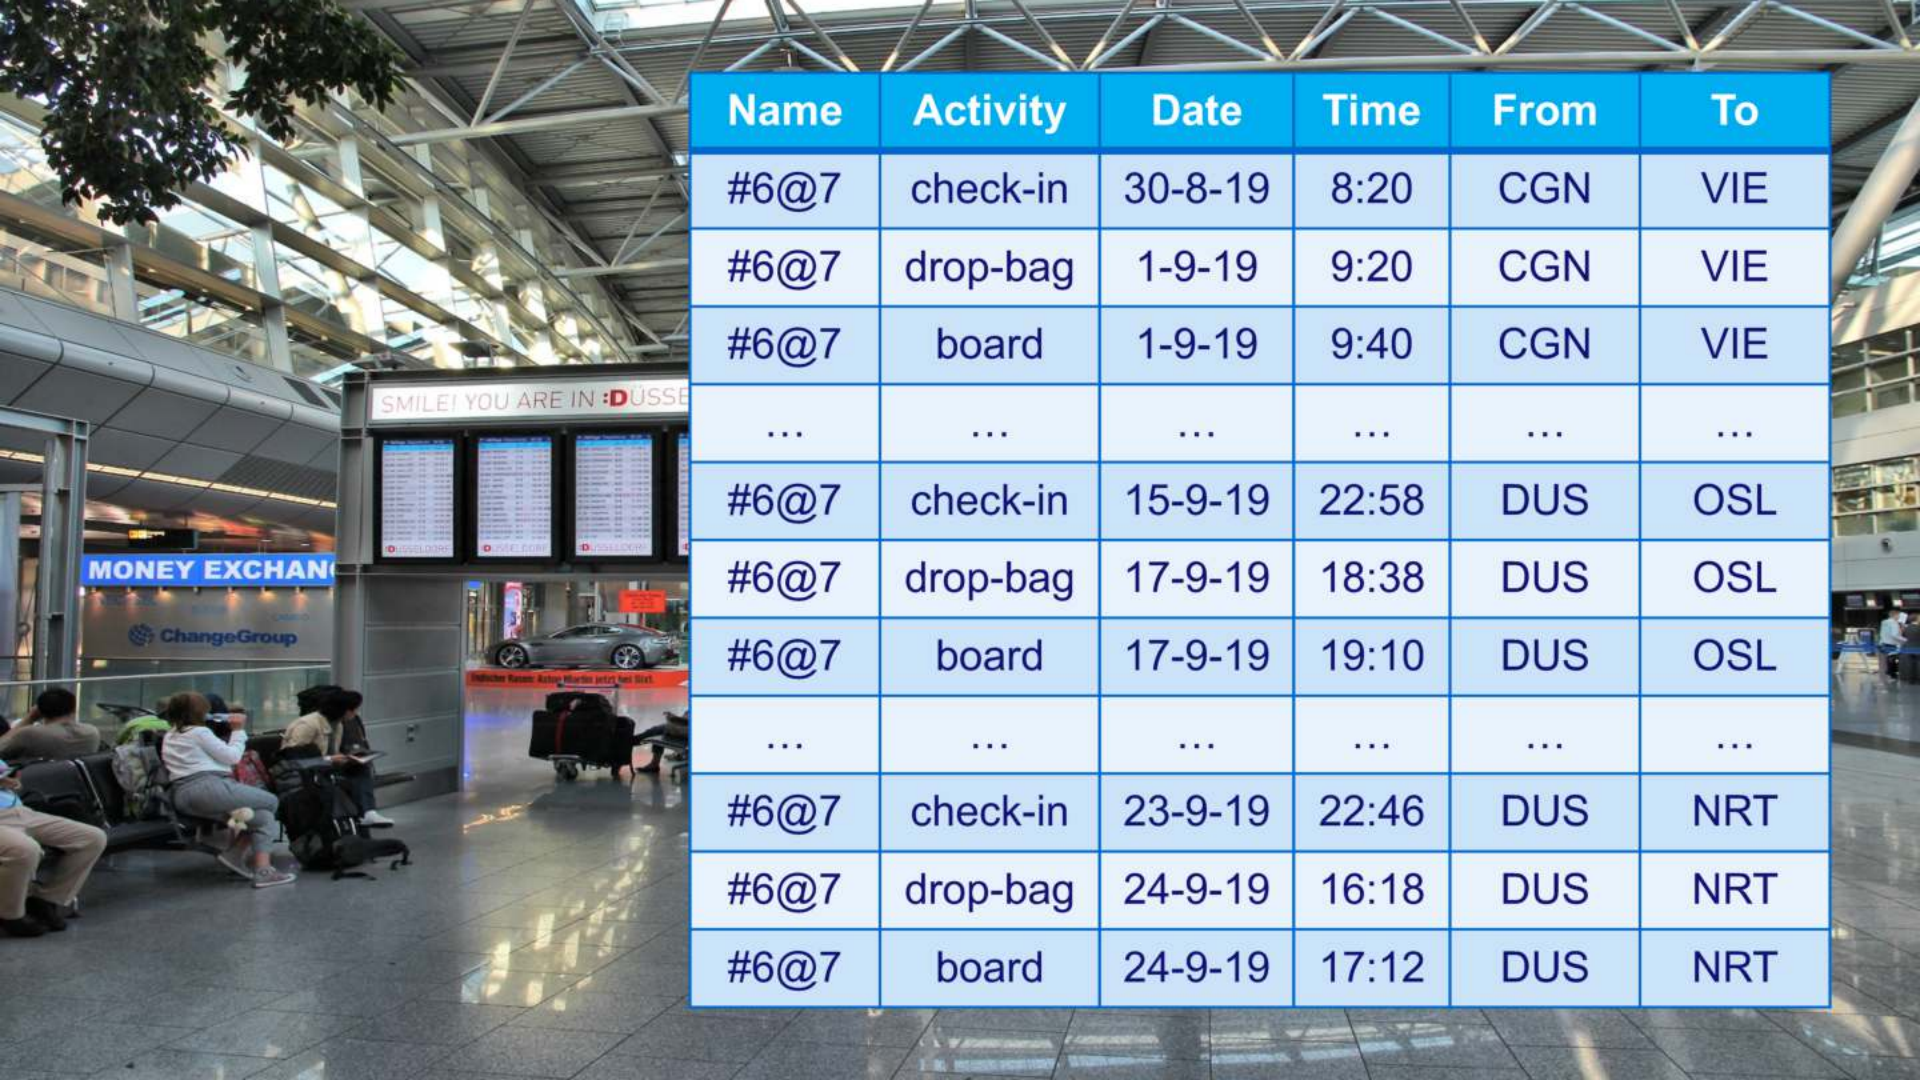 Name Activity Date Time From To
#6@7 check-in 30-8-19 8:20 CGN VIE
#6@7 drop-bag 1-9-19 9:20 CGN VIE
#6@7 board 1-9-19 9:40 CGN VIE
... ... ... ... ... ...
#6@7 check-in 15-9-19 22:58 DUS OSL
#6@7 drop-bag 17-9-19 18:38 DUS OSL
#6@7 board 17-9-19 19:10 DUS OSL
... ... ... ... ... ...
#6@7 check-in 23-9-19 22:46 DUS NRT
#6@7 drop-bag 24-9-19 16:18 DUS NRT
#6@7 board 24-9-19 17:12 DUS NRT
SMILE! YOU ARE IN :DÜSSE
MONEY EXCHAN
ChangeGroup